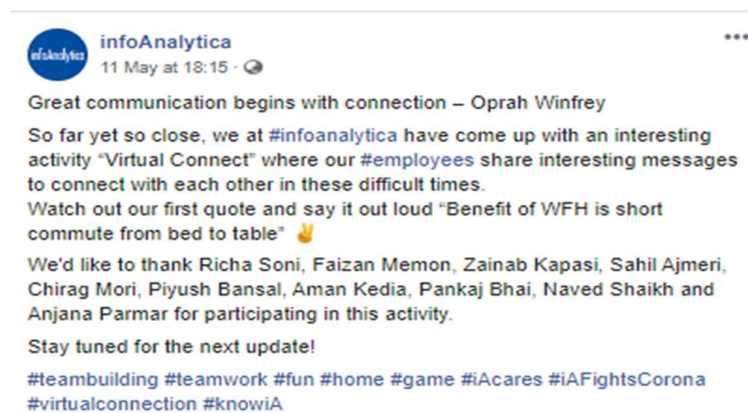 infoAnalytica
infoAnalytica
11 May at 18:15 ·
Great communication begins with connection – Oprah Winfrey
So far yet so close, we at #infoanalytica have come up with an interesting
activity “Virtual Connect” where our #employees share interesting messages
to connect with each other in these difficult times.
Watch out our first quote and say it out loud “Benefit of WFH is short
commute from bed to table” ✌
We'd like to thank Richa Soni, Faizan Memon, Zainab Kapasi, Sahil Ajmeri,
Chirag Mori, Piyush Bansal, Aman Kedia, Pankaj Bhai, Naved Shaikh and
Anjana Parmar for participating in this activity.
Stay tuned for the next update!
#teambuilding #teamwork #fun #home #game #iAcares #iAFightsCorona
#virtualconnection #knowiA